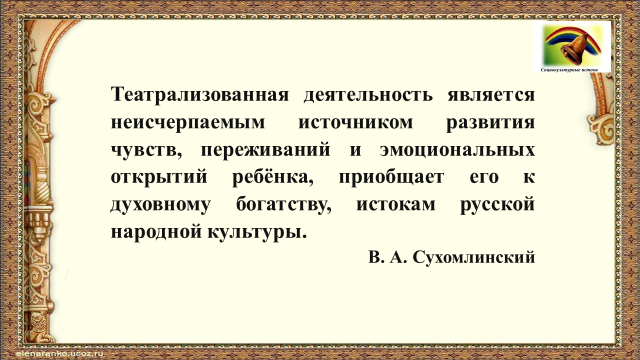 Социокультурные истоки
Театрализованная деятельность является
неисчерпаемым источником развития
чувств, переживаний и эмоциональных
открытий ребёнка, приобщает его к
духовному богатству, истокам русской
народной культуры.
В. А. Сухомлинский
elenaranko.ucoz.ru